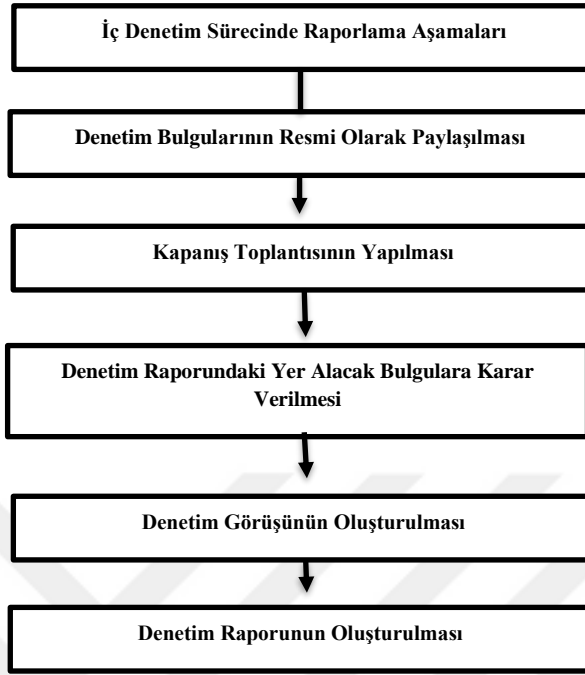 İç Denetim Sürecinde Raporlama Aşamaları
Denetim Bulgularının Resmi Olarak Paylaşılması
Kapanış Toplantısının Yapılması
Denetim Raporundaki Yer Alacak Bulgulara Karar
Verilmesi
Denetim Görüşünün Oluşturulması
Denetim Raporunun Oluşturulması